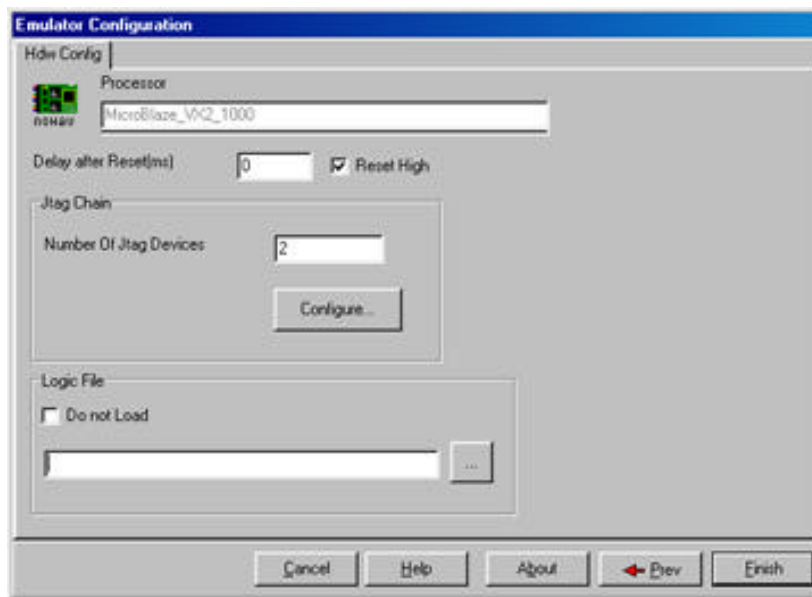 Emulator Configuration
Hdw Config
Processor
MicroBlaze_VX2_1000
Delay after Reset(ms)
0
Reset High
Jtag Chain
Number Of Jtag Devices
2
Configure...
Logic File
Do not Load
...
Cancel
Help
About
Prev
Finish